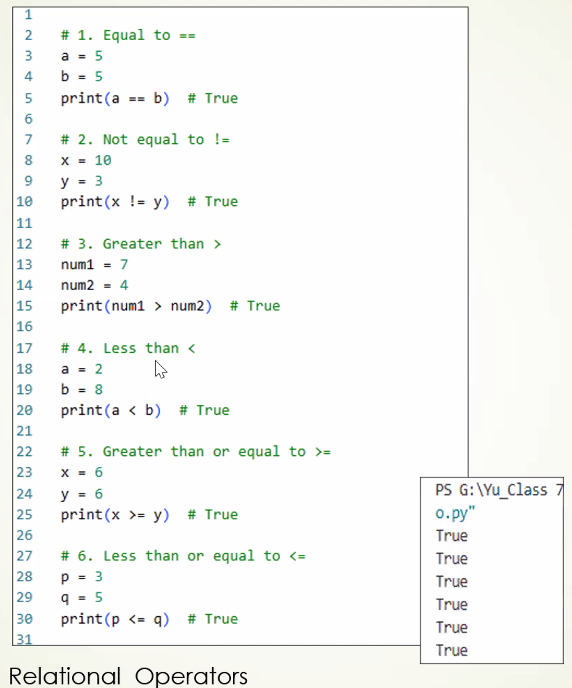 1
2 # 1. Equal to ==
3 a = 5
4 b = 5
5 print(a == b) # True
6
7 # 2. Not equal to !=
8 x = 10
9 y = 3
10 print(x != y) # True
11
12 # 3. Greater than >
13 num1 = 7
14 num2 = 4
15 print(num1 > num2) # True
16
17 # 4. Less than <
18 a = 2
19 b = 8
20 print(a < b) # True
21
22 # 5. Greater than or equal to >=
23 x = 6
24 y = 6
25 print(x >= y) # True
26
27 # 6. Less than or equal to <=
28 p = 3
29 q = 5
30 print(p <= q) # True
31
PS G:\Yu_Class 7
o.py"
True
True
True
True
True
True
Relational Operators